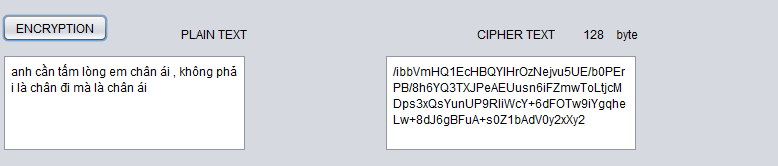 ENCRYPTION
PLAIN TEXT
CIPHER TEXT 128 byte
anh cần tấm lòng em chân ái , không phả
i là chân đi mà là chân ái
/ibbVmHQ1EcHBQYlHrOzNejvu5UE/b0PEr
PB/8h6YQ3TXJPeAEUusn6iFZmwToLtjcM
Dps3xQsYunUP9RliWcY+6dFOTw9iYgqhe
Lw+8dJ6gBFuA+s0Z1bAdV0y2xXy2